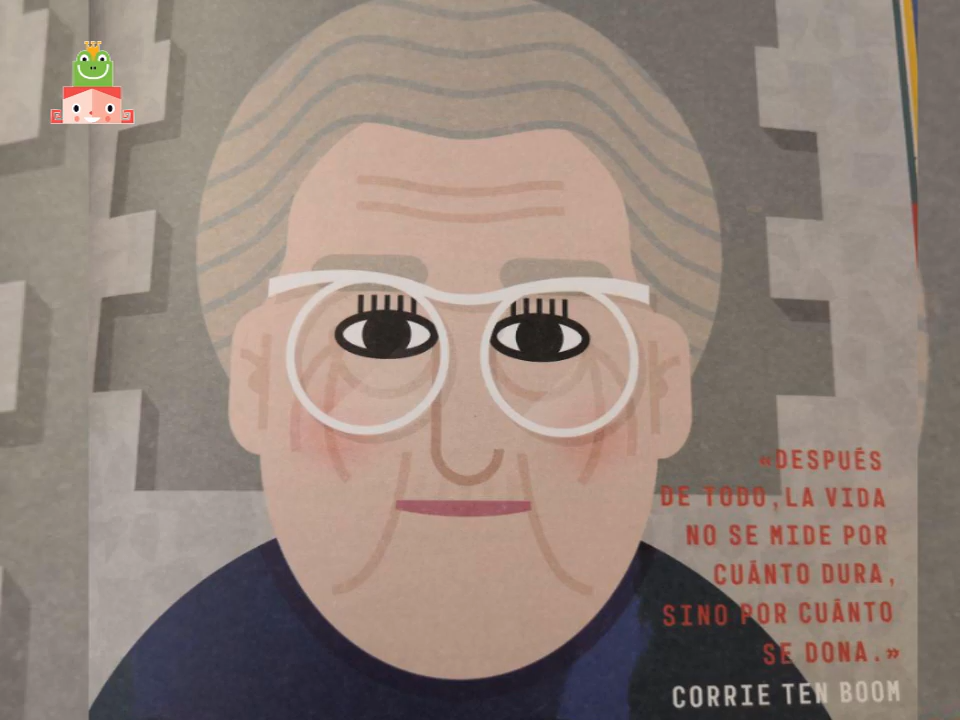 «DESPUÉS
DE TODO, LA VIDA
NO SE MIDE POR
CUÁNTO DURA,
SINO POR CUÁNTO
SE DONA.»
CORRIE TEN BOOM